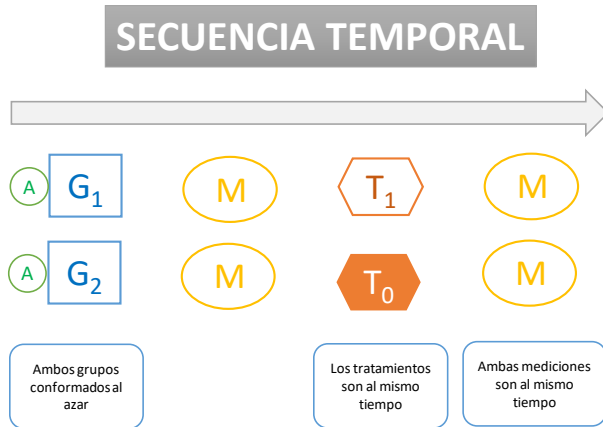 SECUENCIA TEMPORAL
A G₁ M T₁ M
A G₂ M T₀ M
Ambos grupos
conformados al
azar
Los tratamientos
son al mismo
tiempo
Ambas mediciones
son al mismo
tiempo